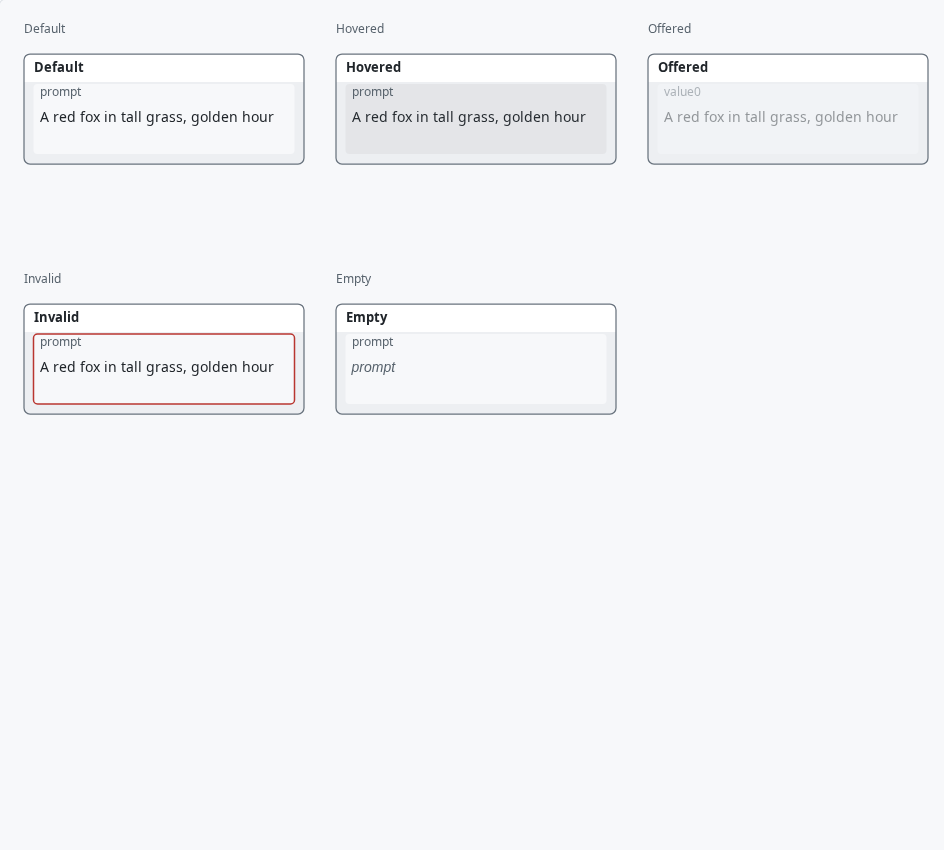 Default
Hovered
Offered
Default
prompt
A red fox in tall grass, golden hour
Hovered
prompt
A red fox in tall grass, golden hour
Offered
value0
A red fox in tall grass, golden hour
Invalid
Empty
Invalid
prompt
A red fox in tall grass, golden hour
Empty
prompt
prompt